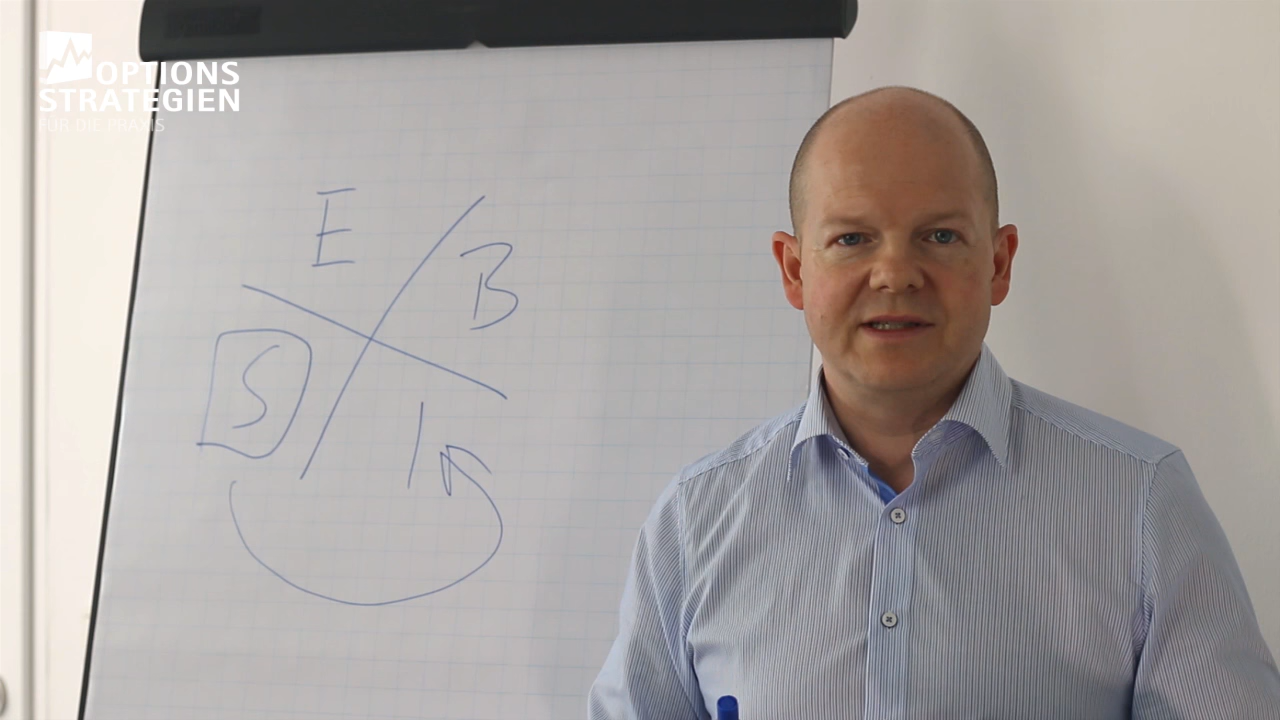 OPTIONS
STRATEGIEN
FÜR DIE PRAXIS
E
B
S
I